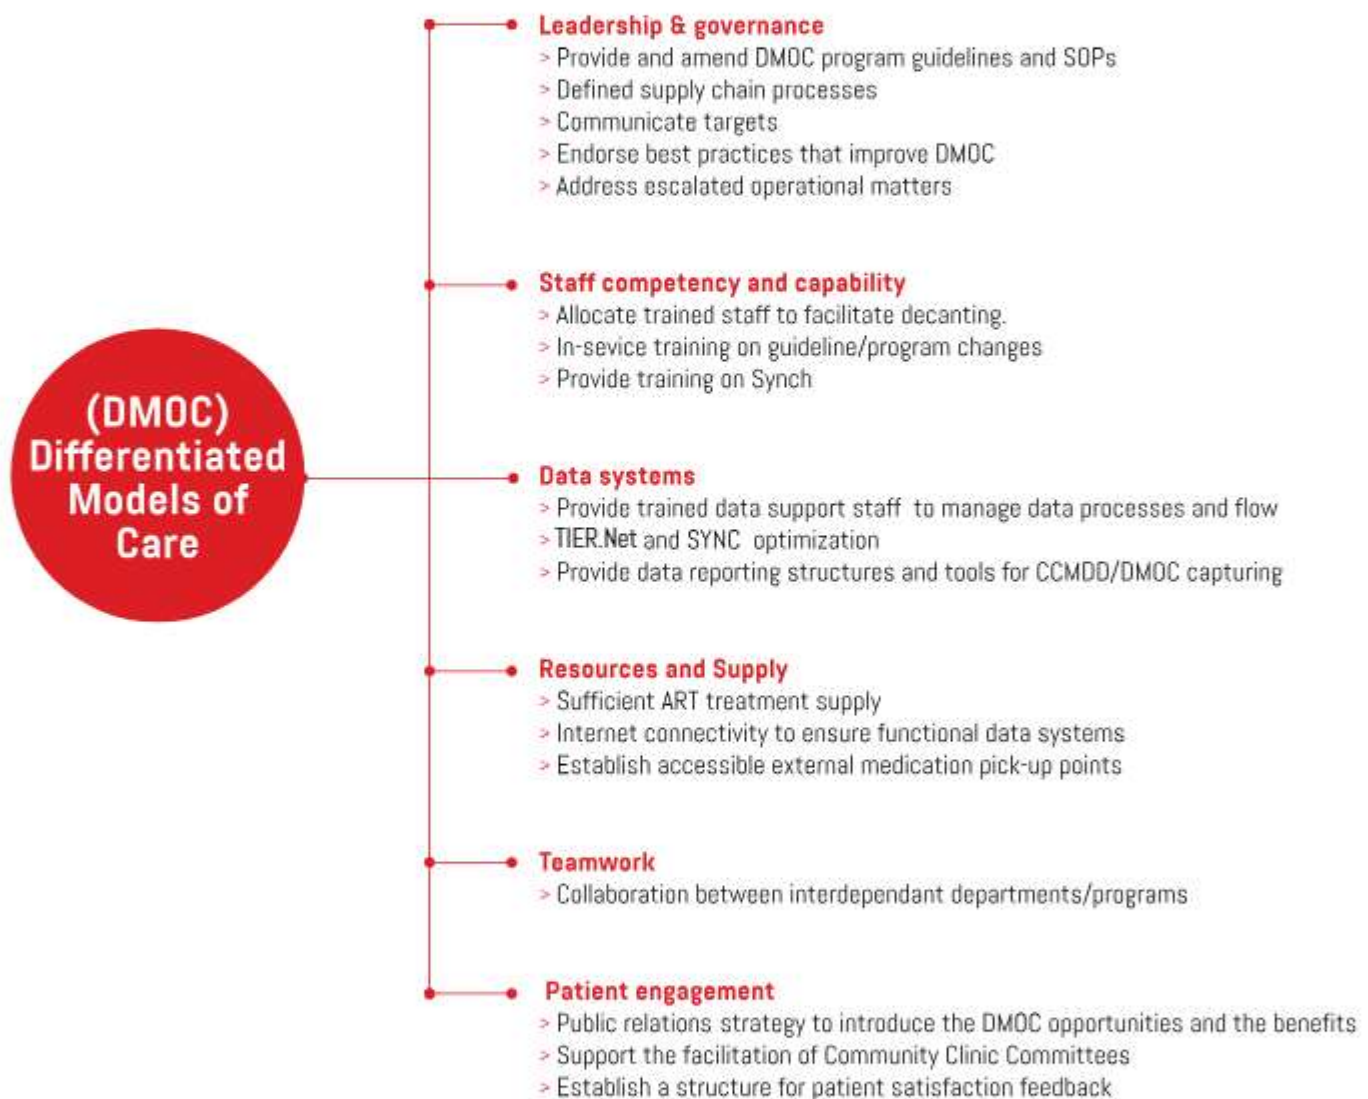 (DMOC)
Differentiated
Models of
Care
Leadership & governance
> Provide and amend DMOC program guidelines and SOPs
> Defined supply chain processes
> Communicate targets
> Endorse best practices that improve DMOC
> Address escalated operational matters
Staff competency and capability
> Allocate trained staff to facilitate decanting.
> In-sevice training on guideline/program changes
> Provide training on Synch
Data systems
> Provide trained data support staff to manage data processes and flow
> TIER.Net and SYNC optimization
> Provide data reporting structures and tools for CCMDD/DMOC capturing
Resources and Supply
> Sufficient ART treatment supply
> Internet connectivity to ensure functional data systems
> Establish accessible external medication pick-up points
Teamwork
> Collaboration between interdependant departments/programs
Patient engagement
> Public relations strategy to introduce the DMOC opportunities and the benefits
> Support the facilitation of Community Clinic Committees
> Establish a structure for patient satisfaction feedback